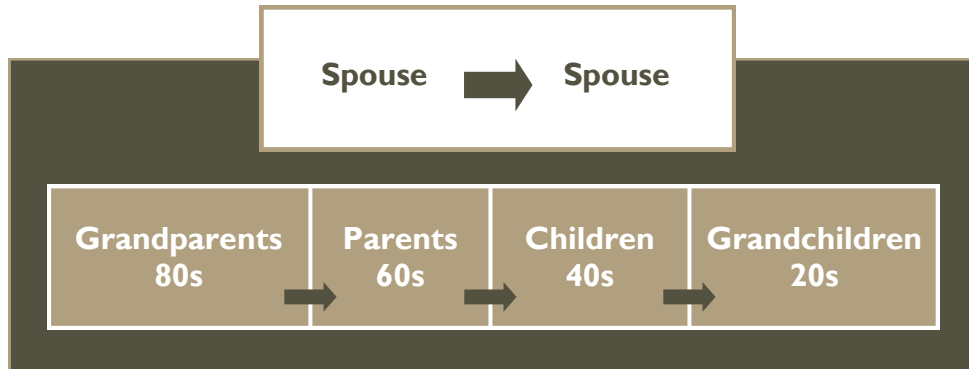 Spouse Spouse
Grandparents Parents Children Grandchildren
80s 60s 40s 20s